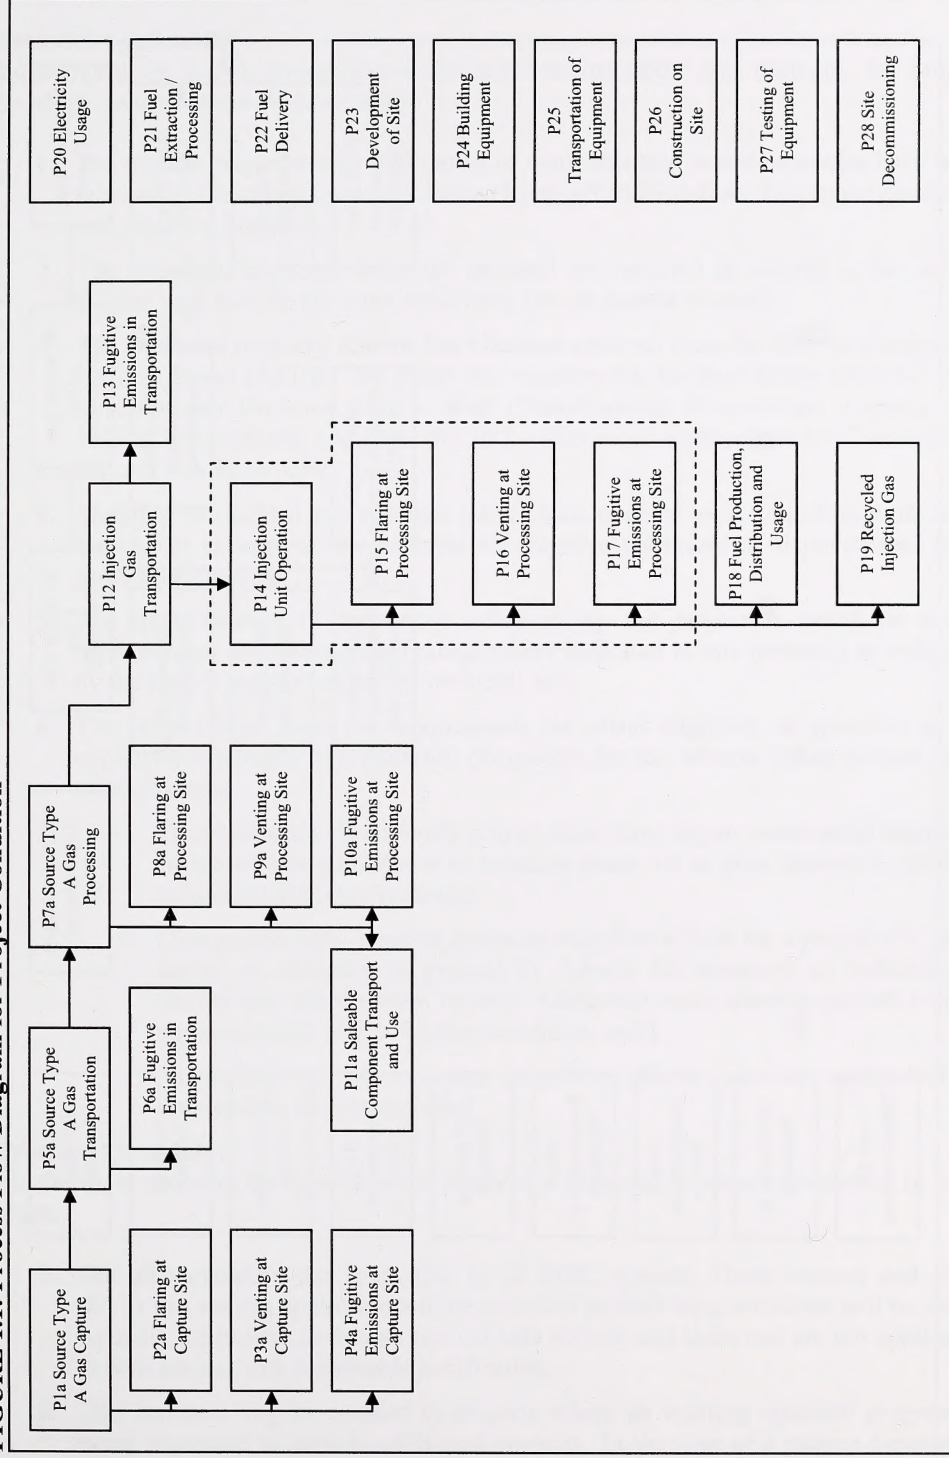 P1a Source Type
A Gas Capture
P2a Flaring at
Capture Site
P3a Venting at
Capture Site
P4a Fugitive
Emissions at
Capture Site
P5a Source Type
A Gas
Transportation
P6a Fugitive
Emissions in
Transportation
P7a Source Type
A Gas
Processing
P8a Flaring at
Processing Site
P9a Venting at
Processing Site
P10a Fugitive
Emissions at
Processing Site
P11a Saleable
Component Transport
and Use
P12 Injection
Gas
Transportation
P13 Fugitive
Emissions in
Transportation
P14 Injection
Unit Operation
P15 Flaring at
Processing Site
P16 Venting at
Processing Site
P17 Fugitive
Emissions at
Processing Site
P18 Fuel Production,
Distribution and
Usage
P19 Recycled
Injection Gas
P20 Electricity
Usage
P21 Fuel
Extraction /
Processing
P22 Fuel
Delivery
P23
Development
of Site
P24 Building
Equipment
P25
Transportation of
Equipment
P26
Construction on
Site
P27 Testing of
Equipment
P28 Site
Decommissioning